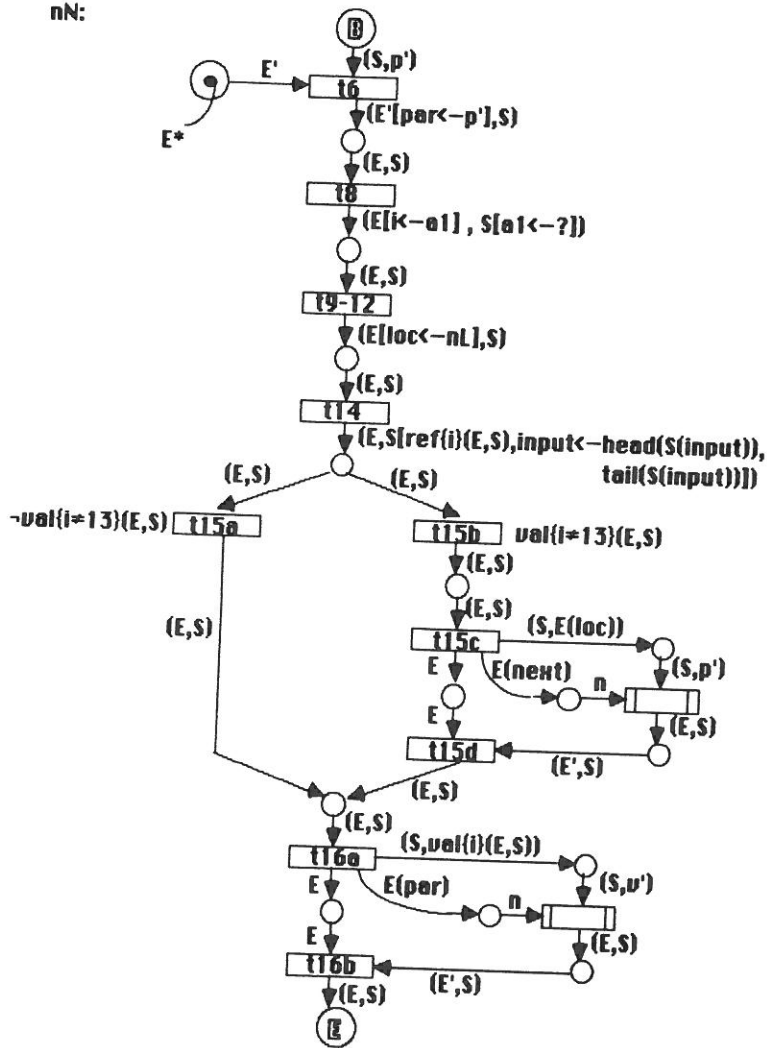 nN:
B
(S,p')
E'
t6
E*
(E'[par<-p'],S)
(E,S)
t8
(E[i<-a1] , S[a1<-?])
(E,S)
t9-12
(E[loc<-nL],S)
(E,S)
t14
(E,S[ref{i}(E,S),input<-head(S(input)),
tail(S(input))])
(E,S)
(E,S)
¬val{i≠13}(E,S)
t15a
t15b
val{i≠13}(E,S)
(E,S)
(E,S)
(E,S)
t15c
(S,E(loc))
E
E(next)
n
(S,p')
E
(E,S)
t15d
(E',S)
(E,S)
(E,S)
t16a
(S,val{i}(E,S))
E
E(par)
n
(S,v')
E
(E,S)
t16b
(E',S)
(E,S)
E